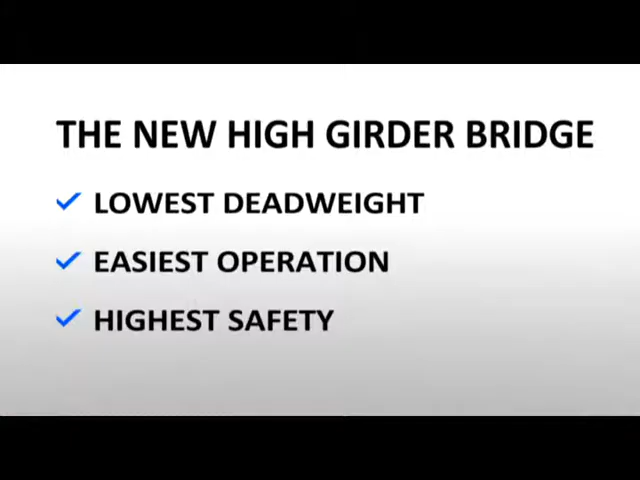 THE NEW HIGH GIRDER BRIDGE
LOWEST DEADWEIGHT
EASIEST OPERATION
HIGHEST SAFETY